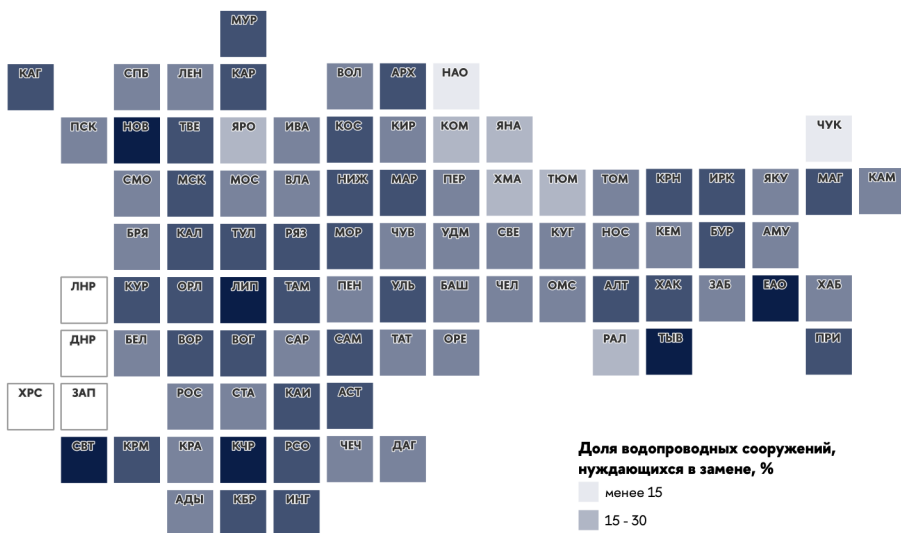 МУР
КАГ СПБ ЛЕН КАР ВОЛ АРХ НАО
ПСК НОВ ТВЕ ЯРО ИВА КОС КИР КОМ ЯНА ЧУК
СМО МСК МОС ВЛА НИЖ МАР ПЕР ХМА ТЮМ ТОМ КРН ИРК ЯКУ МАГ КАМ
БРЯ КАЛ ТУЛ РЯЗ МОР ЧУВ УДМ СВЕ КУГ НОС КЕМ БУР АМУ
ЛНР КУР ОРЛ ЛИП ТАМ ПЕН УЛЬ БАШ ЧЕЛ ОМС АЛТ ХАК ЗАБ ЕАО ХАБ
ДНР БЕЛ ВОР ВОГ САР САМ ТАТ ОРЕ РАЛ ТЫВ ПРИ
ХРС ЗАП РОС СТА КАИ АСТ
СВТ КРМ КРА КЧР РСО ЧЕЧ ДАГ
АДЫ КБР ИНГ
Доля водопроводных сооружений,
нуждающихся в замене, %
менее 15
15 - 30